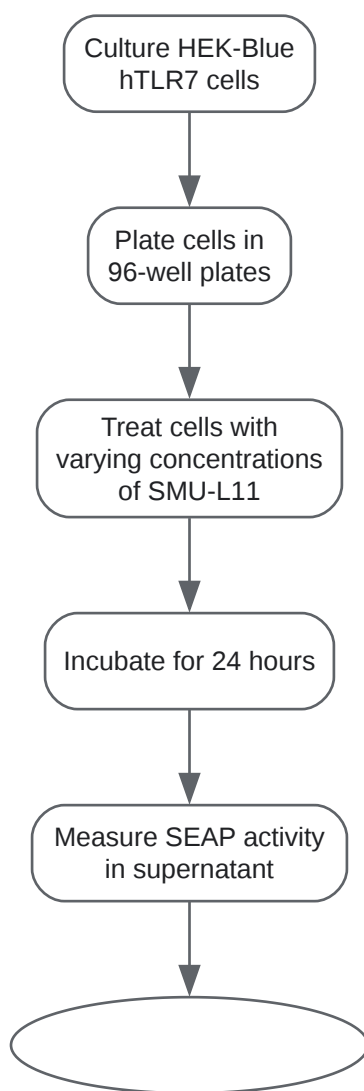 Culture HEK-Blue
hTLR7 cells
Plate cells in
96-well plates
Treat cells with
varying concentrations
of SMU-L11
Incubate for 24 hours
Measure SEAP activity
in supernatant